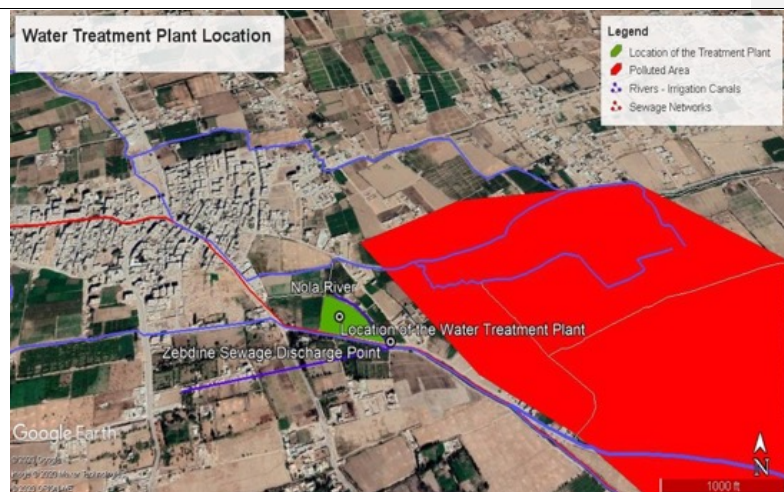 Water Treatment Plant Location
Legend
Location of the Treatment Plant
Polluted Area
Rivers - Irrigation Canals
Sewage Networks
Nola River
Location of the Water Treatment Plant
Zebdine Sewage Discharge Point
Google Earth
N
1000 ft